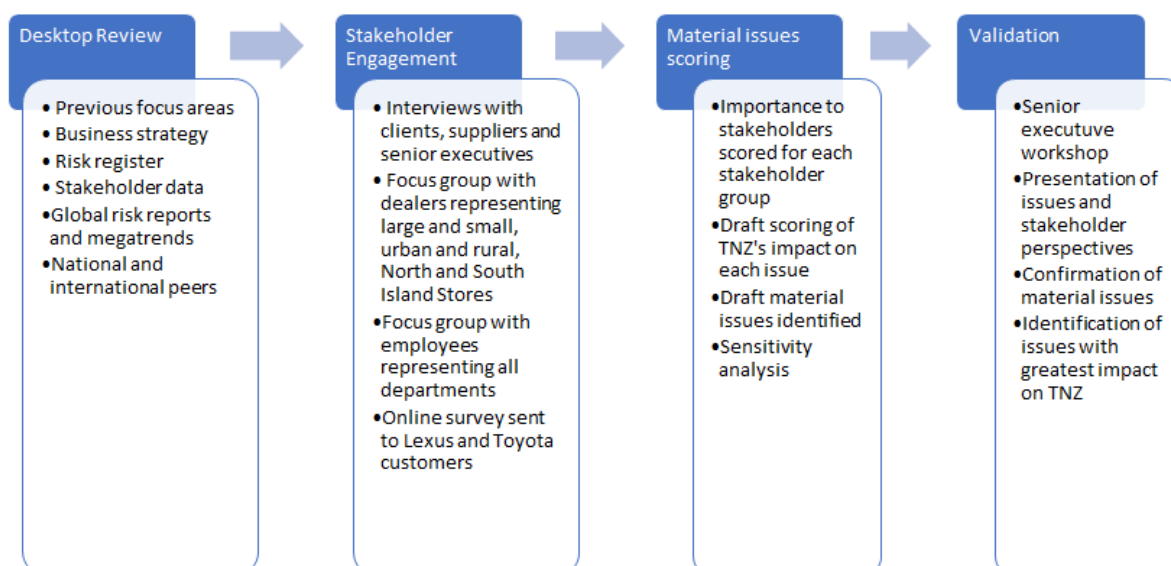 Desktop Review
• Previous focus areas
• Business strategy
• Risk register
• Stakeholder data
•Global risk reports
and megatrends
•National and
international peers
Stakeholder
Engagement
• Interviews with
clients, suppliers and
senior executives
• Focus group with
dealers representing
large and small,
urban and rural,
North and South
Island Stores
•Focus group with
employees
representing all
departments
•Online survey sent
to Lexus and Toyota
customers
Material issues
scoring
•Importance to
stakeholders
scored for each
stakeholder
group
•Draft scoring of
TNZ's impact on
each issue
•Draft material
issues identified
•Sensitivity
analysis
Validation
•Senior
executuve
workshop
•Presentation of
issues and
stakeholder
perspectives
•Confirmation of
material issues
•Identification of
issues with
greatest impact
on TNZ